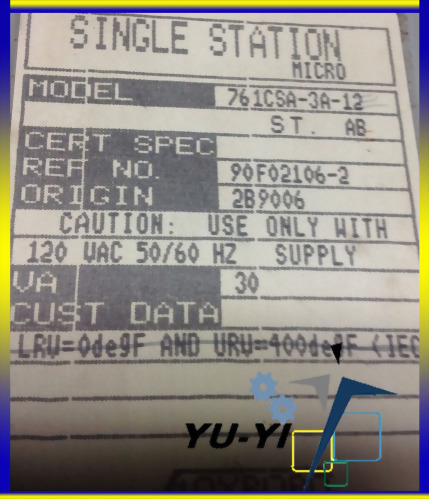 SINGLE STATION
MICRO
MODEL 761CSA-3A-12
ST. AB
CERT SPEC
REF NO. 90F02106-2
ORIGIN 2B9006
CAUTION: USE ONLY WITH
120 VAC 50/60 HZ SUPPLY
VA 30
CUST DATA
LRV=0degF AND URV=400degF (IEC
YU-YI